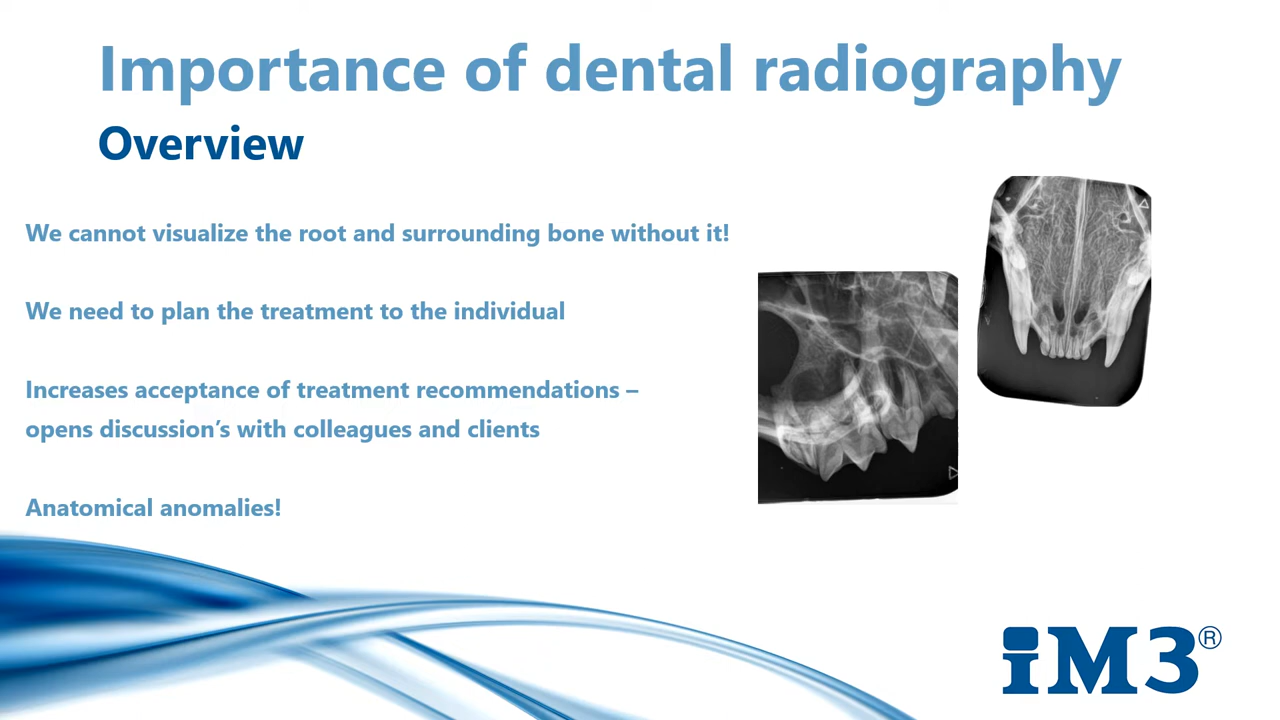 Importance of dental radiography
Overview
We cannot visualize the root and surrounding bone without it!
We need to plan the treatment to the individual
Increases acceptance of treatment recommendations –
opens discussion’s with colleagues and clients
Anatomical anomalies!
iM3®